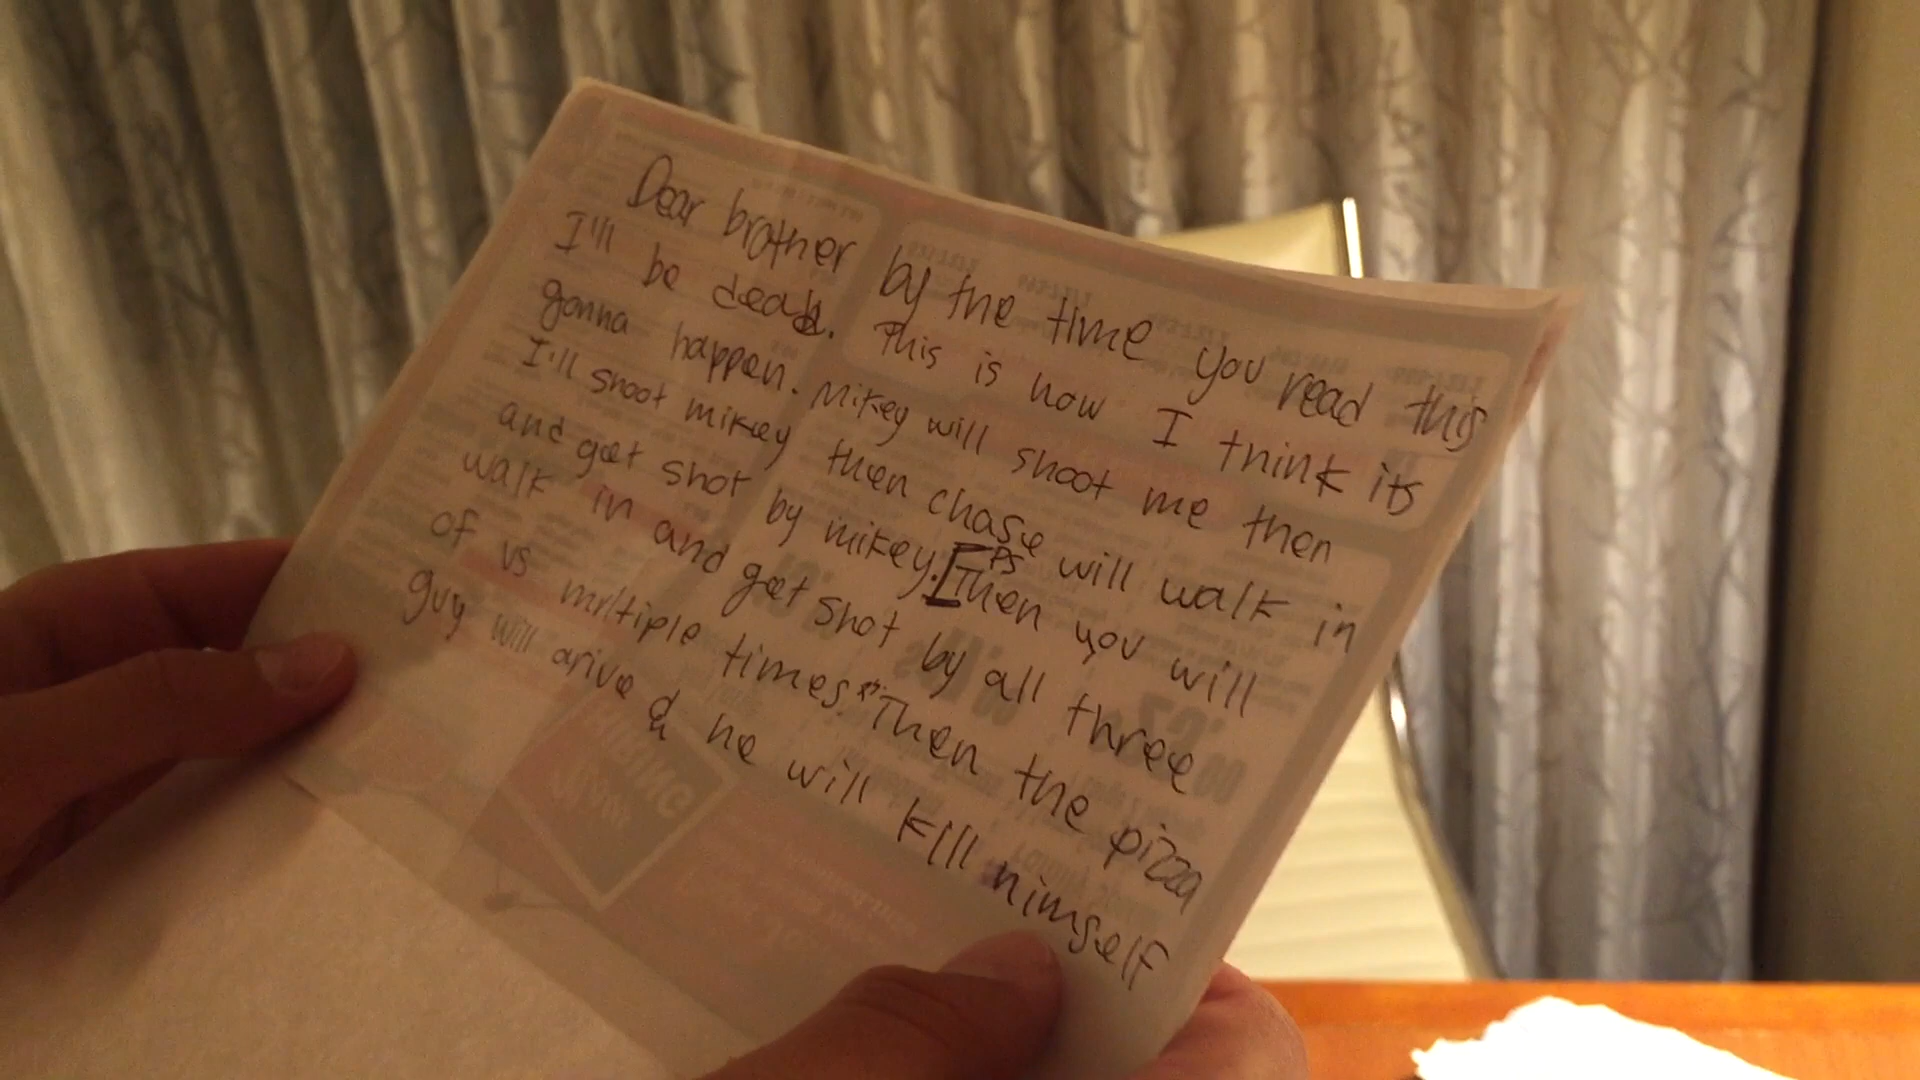 Dear brother by the time you read this
I'll be dead. This is how I think its
gonna happen. Mikey will shoot me then
I'll shoot mikey then chase will walk in
and get shot by mikey. [Then you will
PS
walk in and get shot by all three
of us multiple times. Then the pizza
guy will arive & he will kill himself